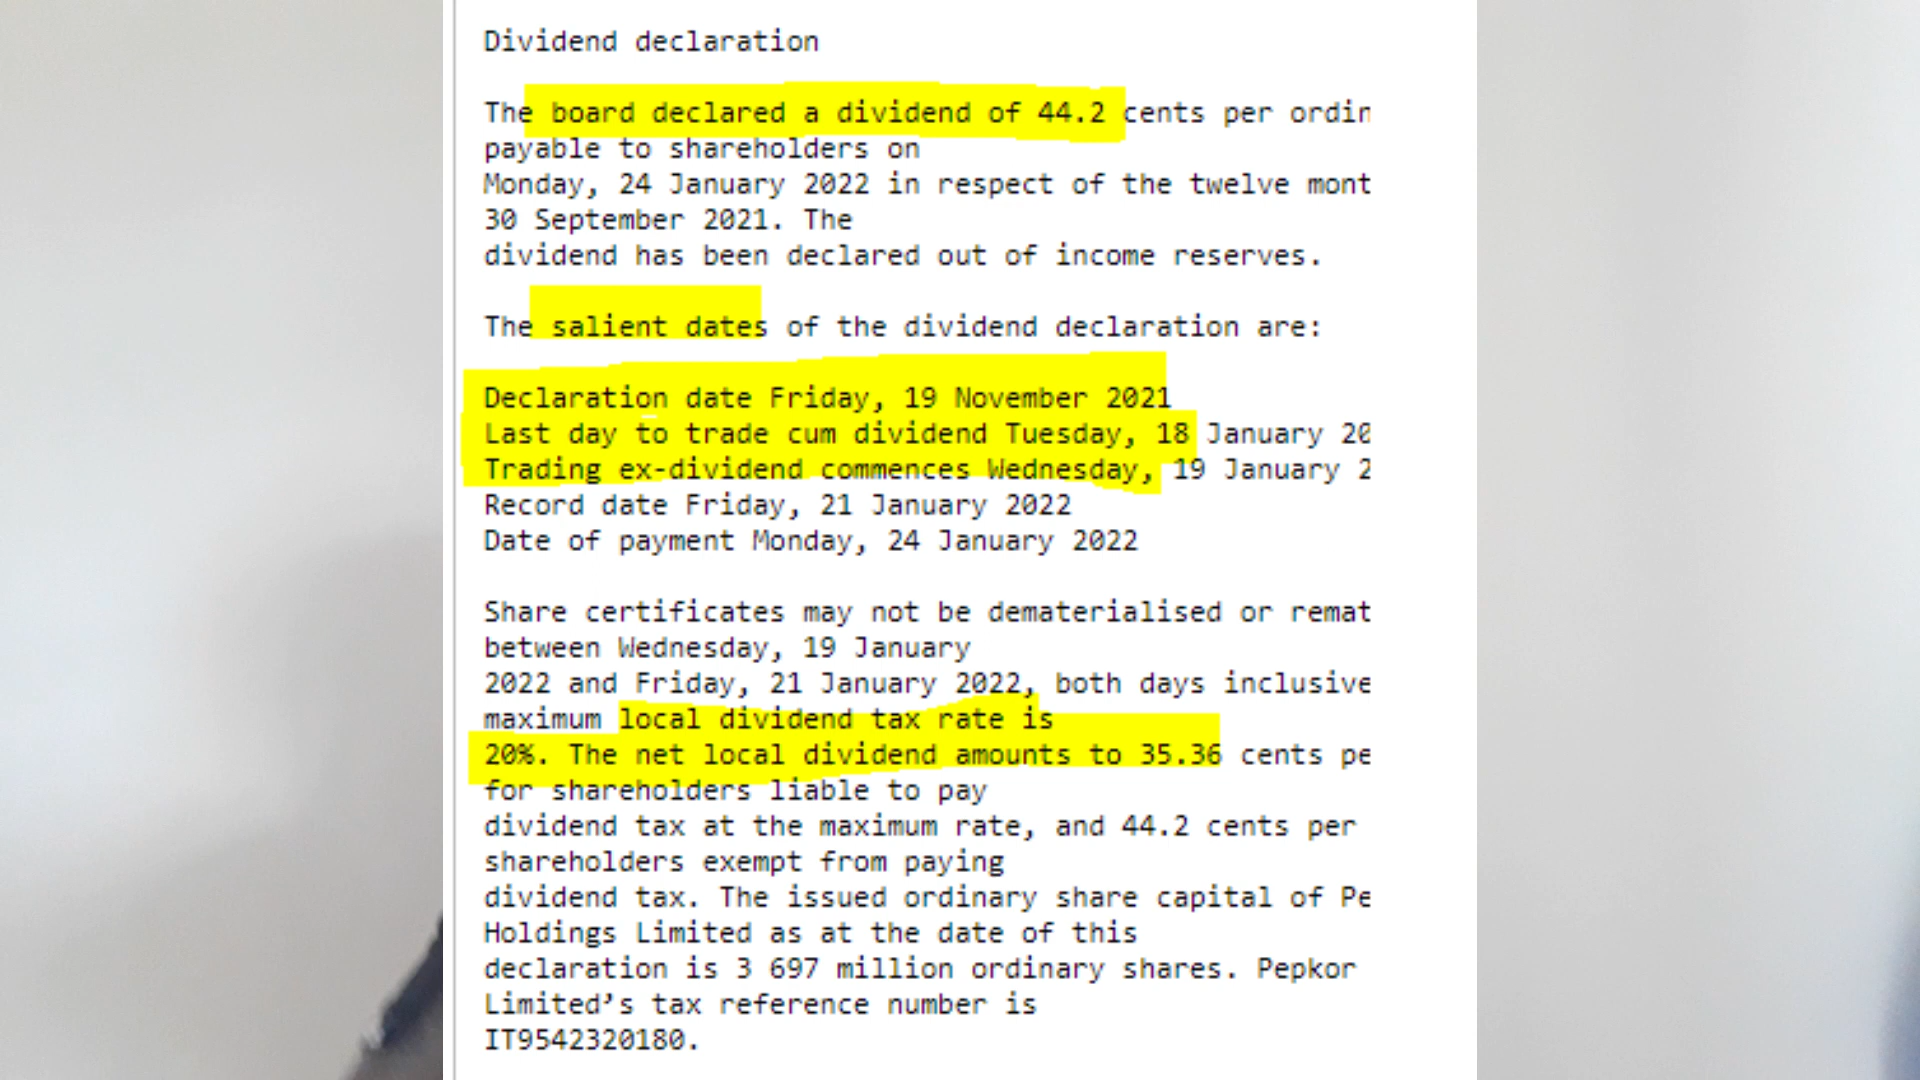 Dividend declaration
The board declared a dividend of 44.2 cents per ordin
payable to shareholders on
Monday, 24 January 2022 in respect of the twelve mont
30 September 2021. The
dividend has been declared out of income reserves.
The salient dates of the dividend declaration are:
Declaration date Friday, 19 November 2021
Last day to trade cum dividend Tuesday, 18 January 20
Trading ex-dividend commences Wednesday, 19 January 2
Record date Friday, 21 January 2022
Date of payment Monday, 24 January 2022
Share certificates may not be dematerialised or remat
between Wednesday, 19 January
2022 and Friday, 21 January 2022, both days inclusive
maximum local dividend tax rate is
20%. The net local dividend amounts to 35.36 cents pe
for shareholders liable to pay
dividend tax at the maximum rate, and 44.2 cents per
shareholders exempt from paying
dividend tax. The issued ordinary share capital of Pe
Holdings Limited as at the date of this
declaration is 3 697 million ordinary shares. Pepkor
Limited’s tax reference number is
IT9542320180.